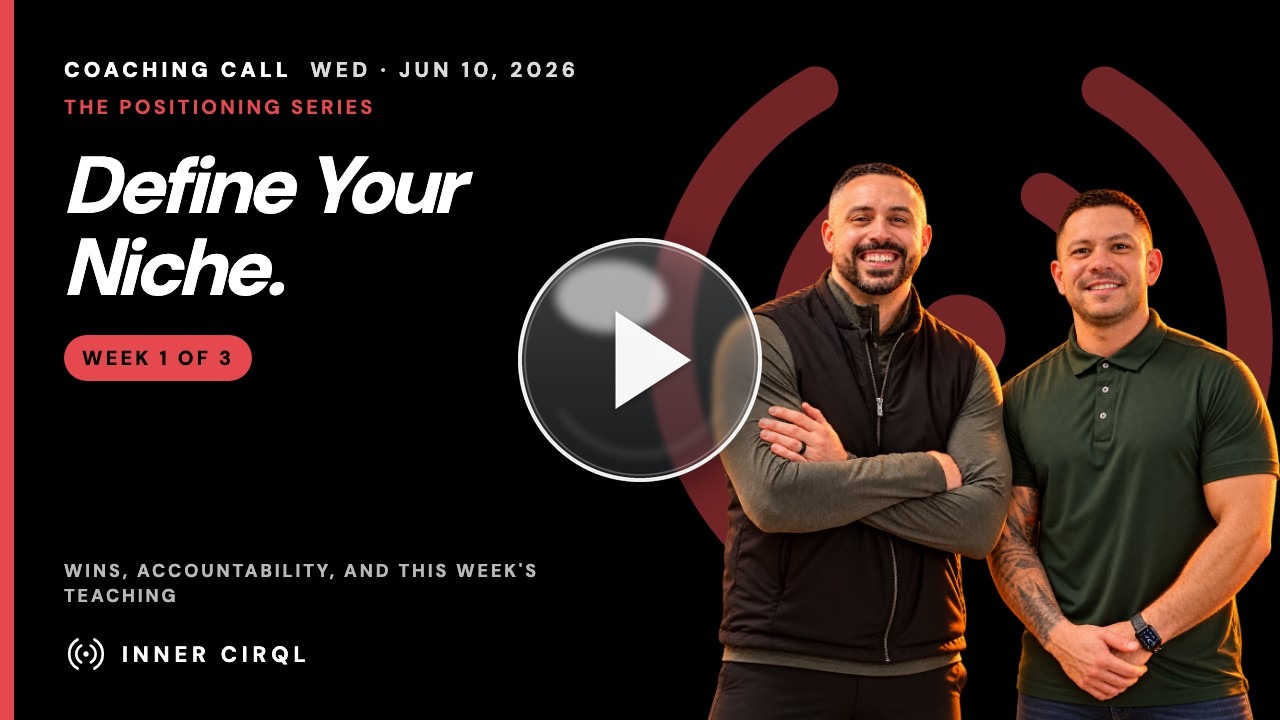 COACHING CALL WED · JUN 10, 2026
THE POSITIONING SERIES
Define Your
Niche.
WEEK 1 OF 3
WINS, ACCOUNTABILITY, AND THIS WEEK'S
TEACHING
INNER CIRQL